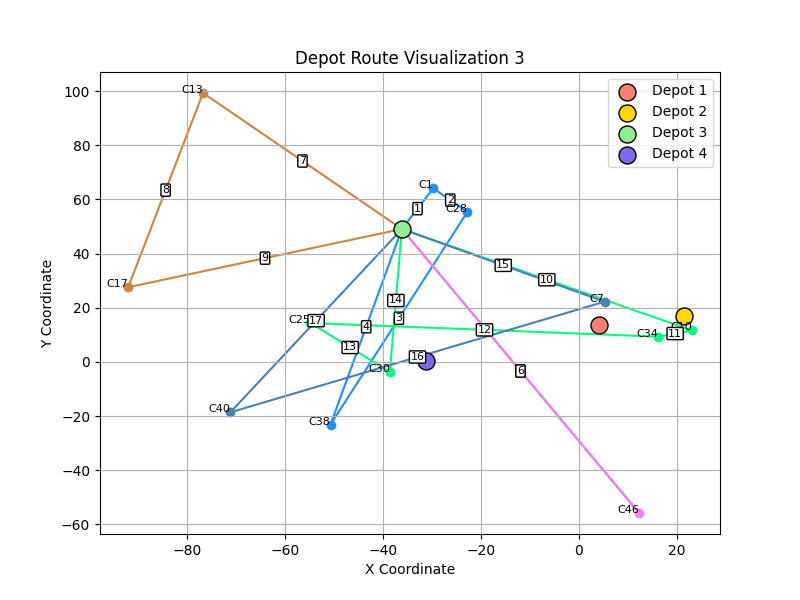 Depot Route Visualization 3
Depot 1
Depot 2
Depot 3
Depot 4
Y Coordinate
100
80
60
40
20
0
−20
−40
−60
−80
−60
−40
−20
0
20
X Coordinate
C13
7
8
C1
2
1
C28
15
9
10
C17
C7
14
3
C25
17
4
12
11
C34
13
16
C30
6
C40
C38
C46